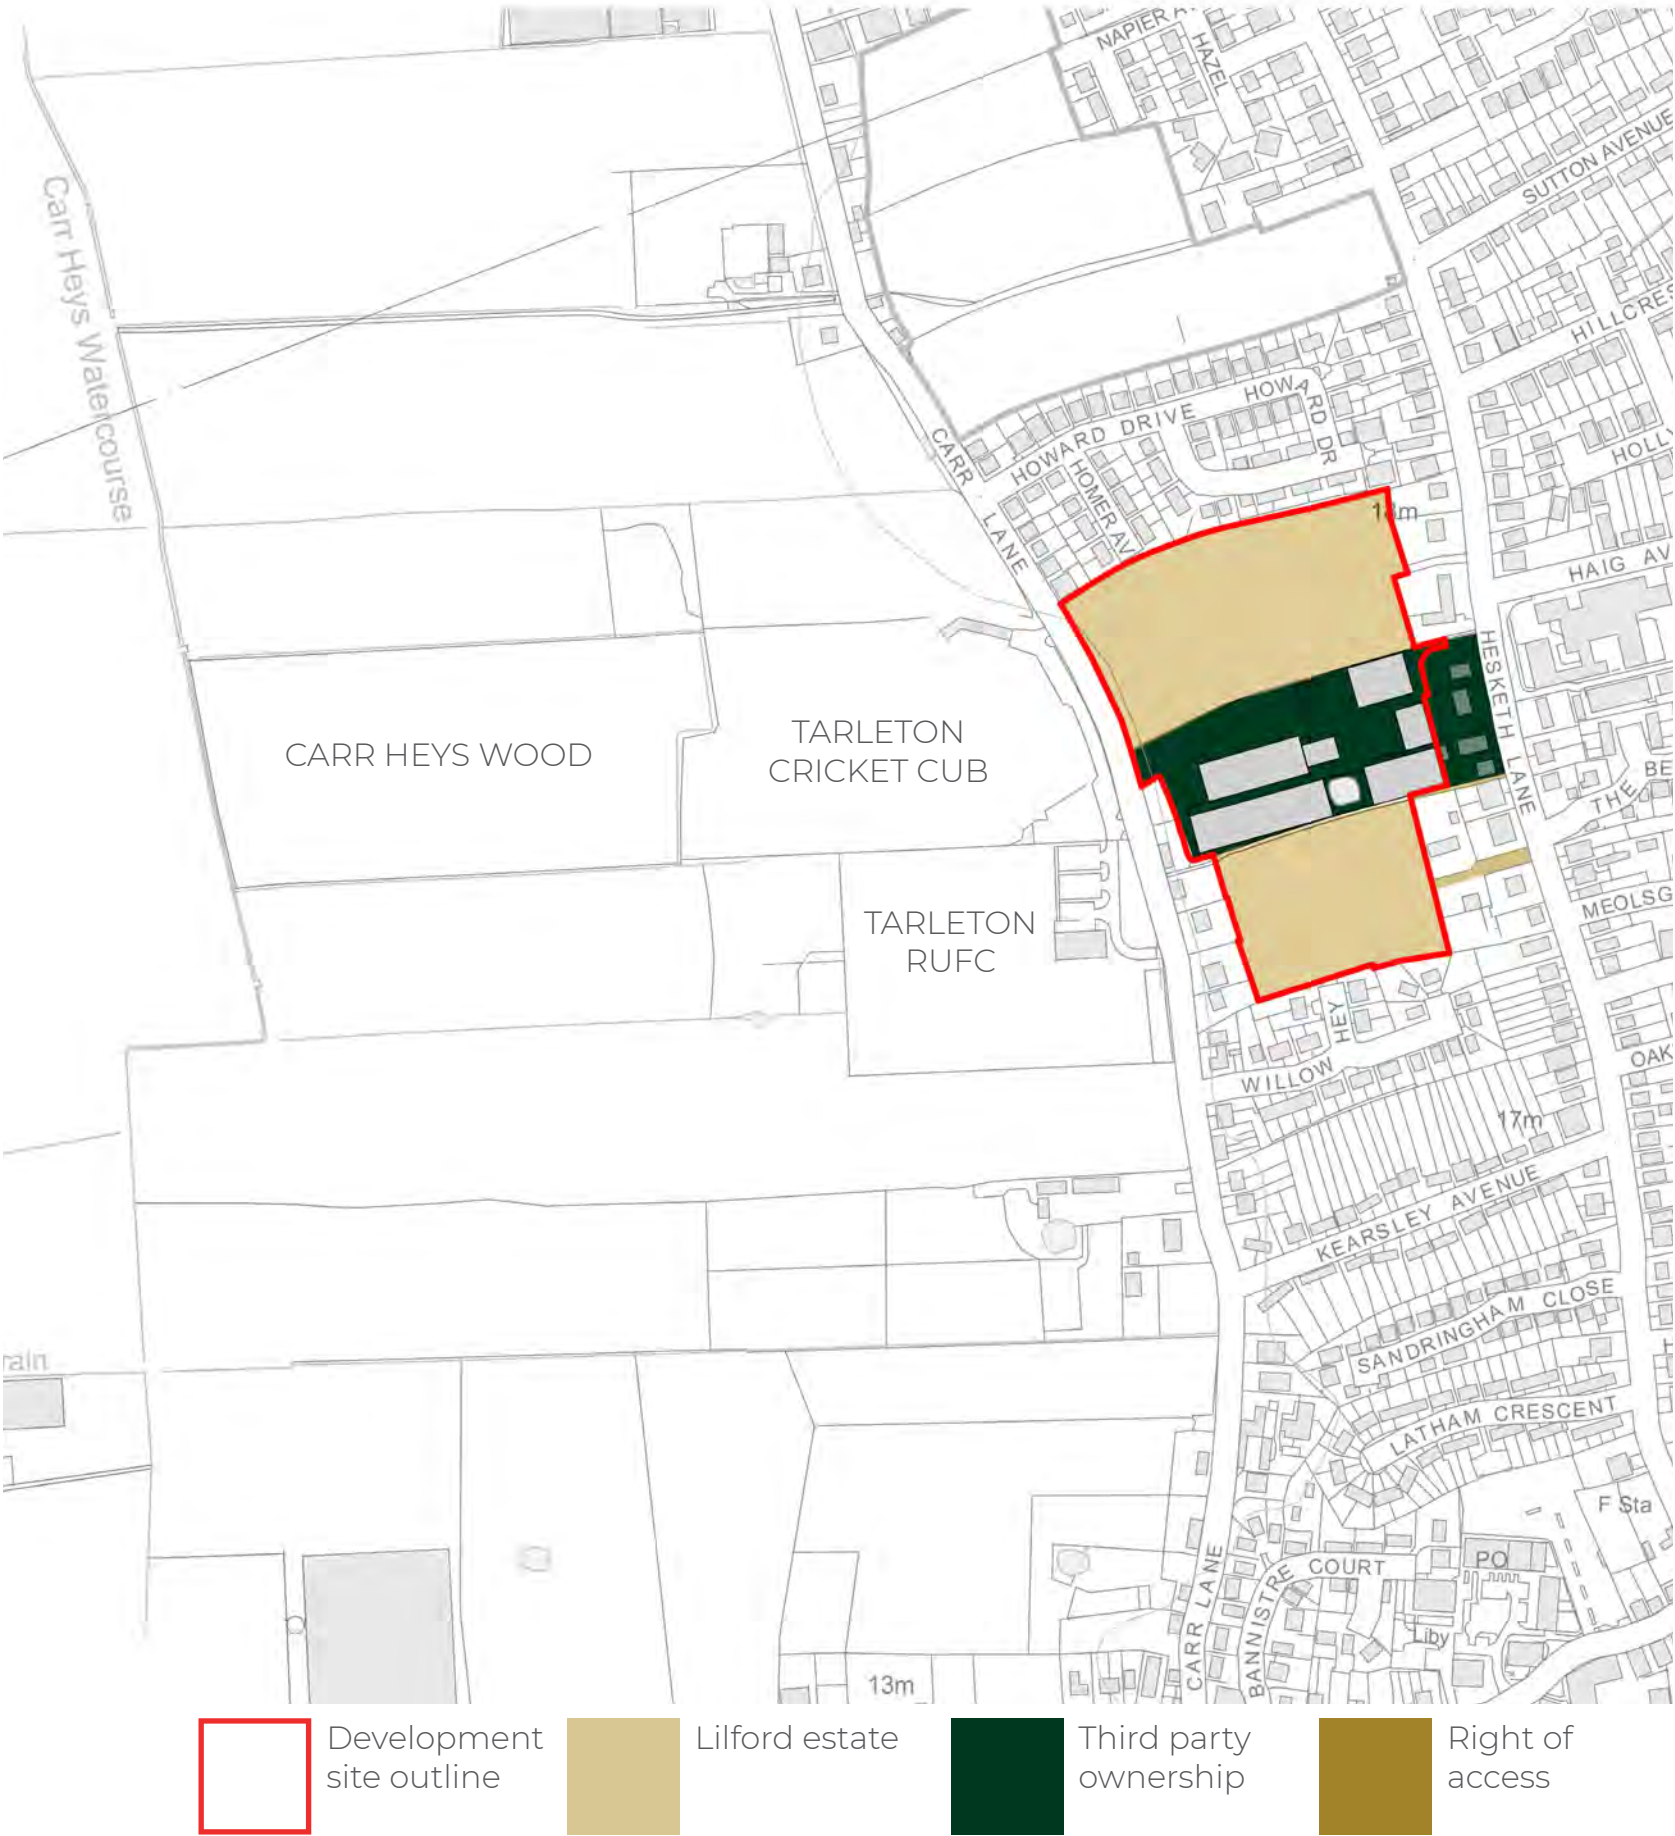 NAPIER
HAZEL
SUTTON AVENUE
Carr Heys Watercourse
HILLCRES
HOWARD DR
HOWARD DRIVE
HOLLY
CARR LANE
HOMER AV
18m
HAIG AV
HESKETH LANE
CARR HEYS WOOD
TARLETON
CRICKET CUB
THE
BE
MEOLSG
TARLETON
RUFC
WILLOW HEY
OAK
17m
KEARSLEY AVENUE
SANDRINGHAM CLOSE
rain
LATHAM CRESCENT
F Sta
PO
BANNISTRE COURT
CARR LANE
Liby
13m
Development
site outline
Lilford estate
Third party
ownership
Right of
access